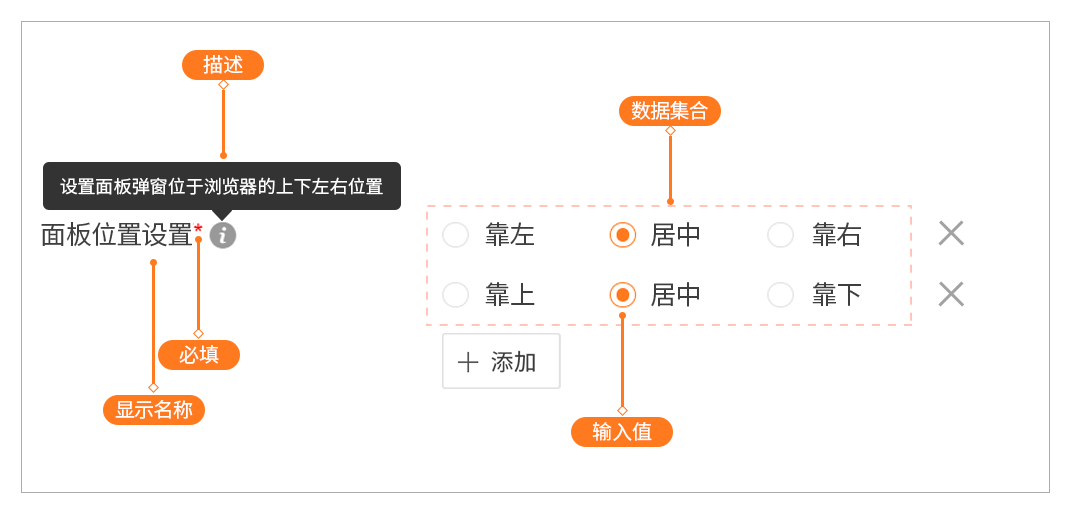 描述
数据集合
设置面板弹窗位于浏览器的上下左右位置
面板位置设置*
靠左 居中 靠右
靠上 居中 靠下
必填
添加
显示名称
输入值